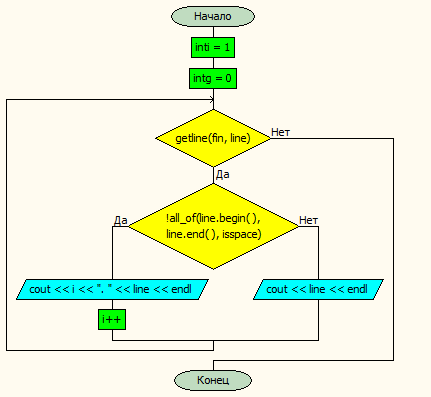 Начало
inti = 1
intg = 0
getline(fin, line)
Нет
Да
Да
!all_of(line.begin(),
line.end(), isspace)
Нет
cout << i << ". " << line << endl
cout << line << endl
i++
Конец